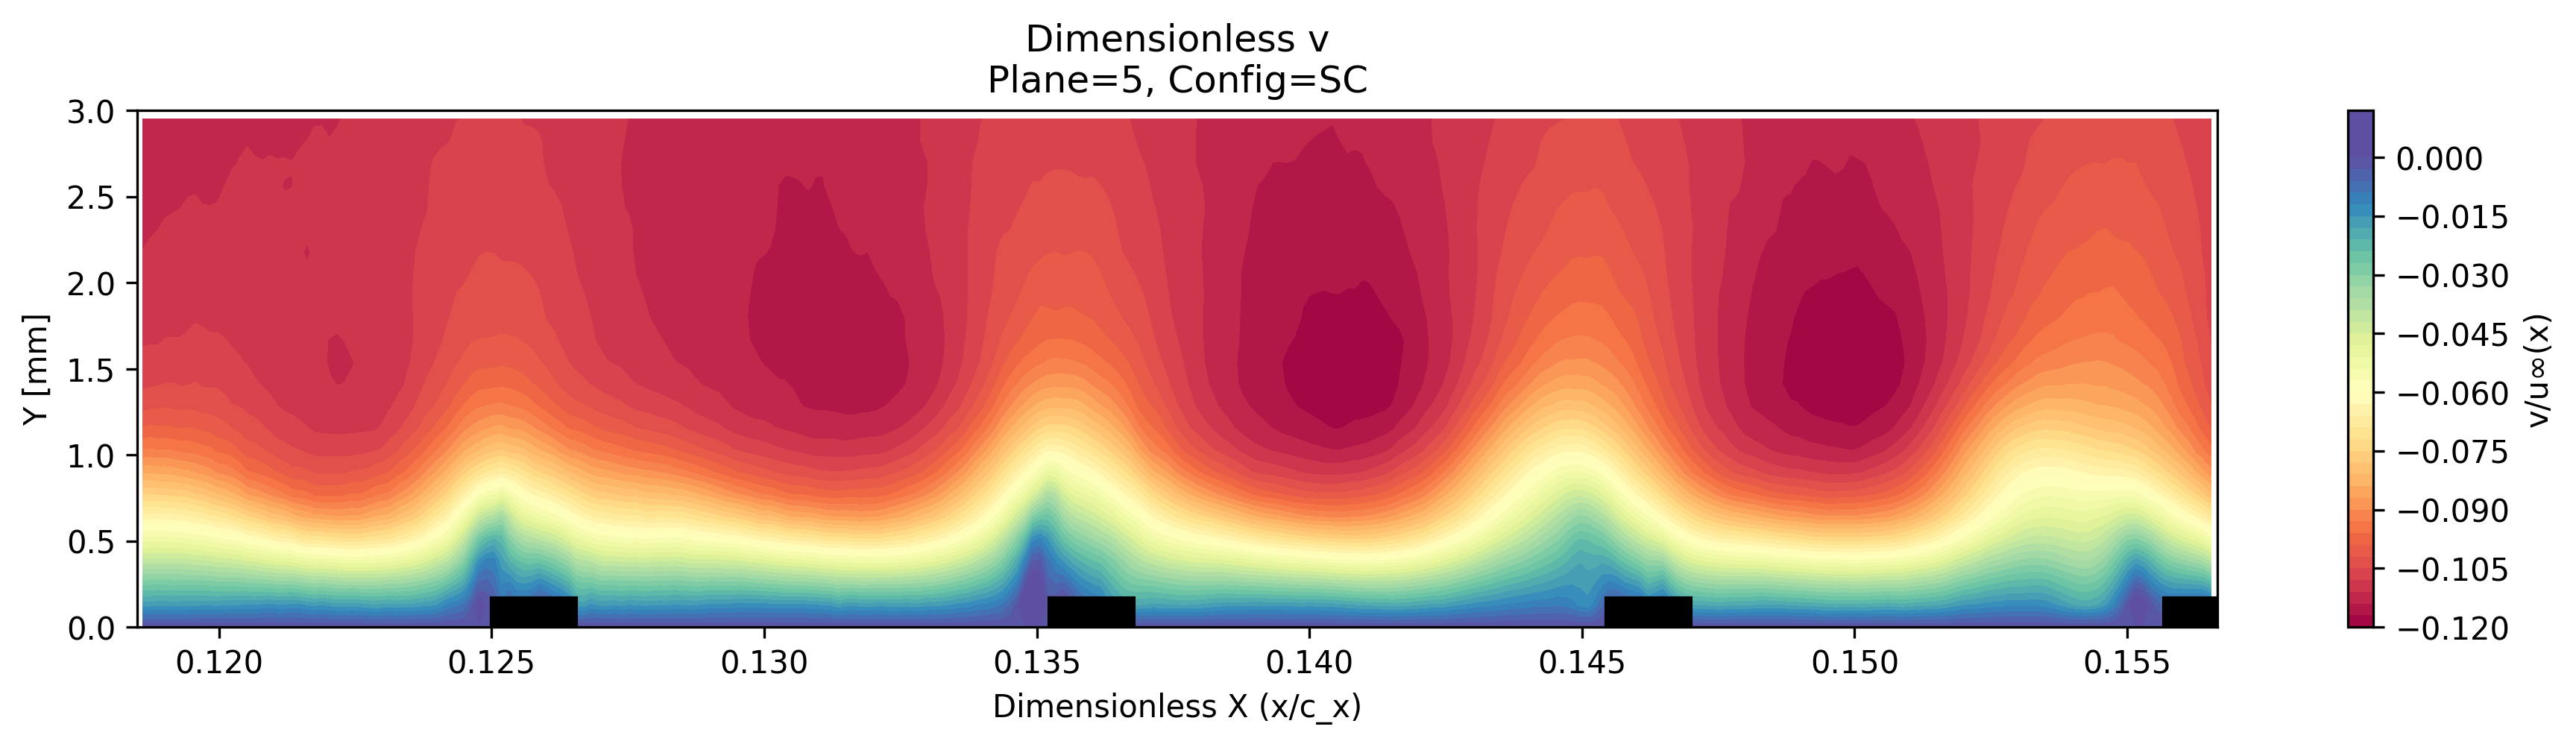 Dimensionless v
Plane=5, Config=SC
3.0
2.5
2.0
1.5
1.0
0.5
0.0
Y [mm]
0.120 0.125 0.130 0.135 0.140 0.145 0.150 0.155
Dimensionless X (x/c_x)
0.000
−0.015
−0.030
−0.045
−0.060
−0.075
−0.090
−0.105
−0.120
v/u∞(x)